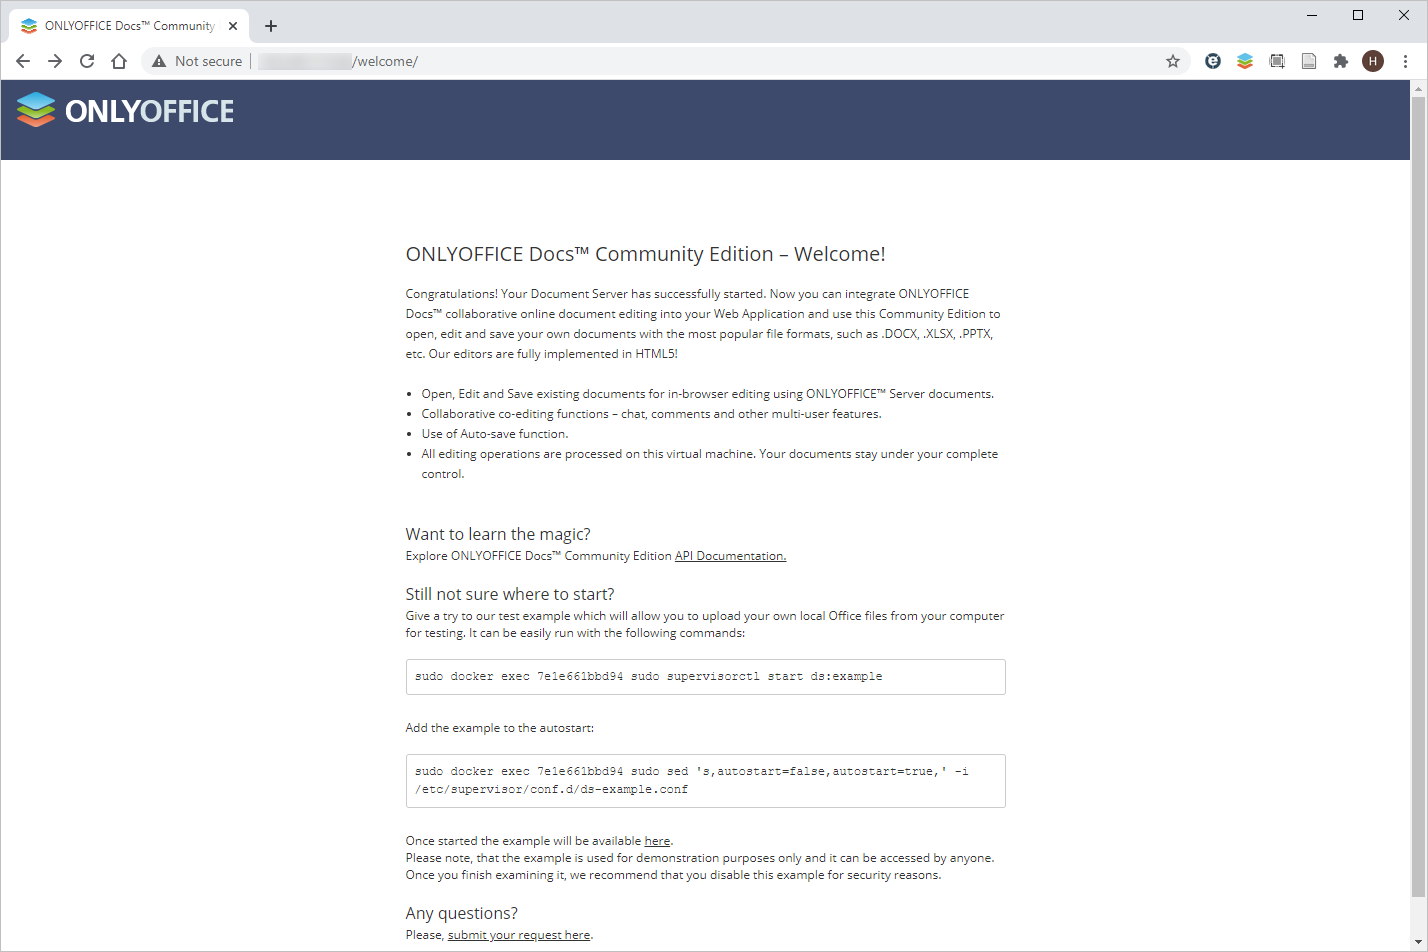 ONLYOFFICE Docs™ Community
Not secure
/welcome/
H
ONLYOFFICE
ONLYOFFICE Docs™ Community Edition – Welcome!
Congratulations! Your Document Server has successfully started. Now you can integrate ONLYOFFICE
Docs™ collaborative online document editing into your Web Application and use this Community Edition to
open, edit and save your own documents with the most popular file formats, such as .DOCX, .XLSX, .PPTX,
etc. Our editors are fully implemented in HTML5!
• Open, Edit and Save existing documents for in-browser editing using ONLYOFFICE™ Server documents.
• Collaborative co-editing functions – chat, comments and other multi-user features.
• Use of Auto-save function.
• All editing operations are processed on this virtual machine. Your documents stay under your complete
control.
Want to learn the magic?
Explore ONLYOFFICE Docs™ Community Edition API Documentation.
Still not sure where to start?
Give a try to our test example which will allow you to upload your own local Office files from your computer
for testing. It can be easily run with the following commands:
sudo docker exec 7e1e661bbd94 sudo supervisorctl start ds:example
Add the example to the autostart:
sudo docker exec 7e1e661bbd94 sudo sed 's,autostart=false,autostart=true,' -i
/etc/supervisor/conf.d/ds-example.conf
Once started the example will be available here.
Please note, that the example is used for demonstration purposes only and it can be accessed by anyone.
Once you finish examining it, we recommend that you disable this example for security reasons.
Any questions?
Please, submit your request here.